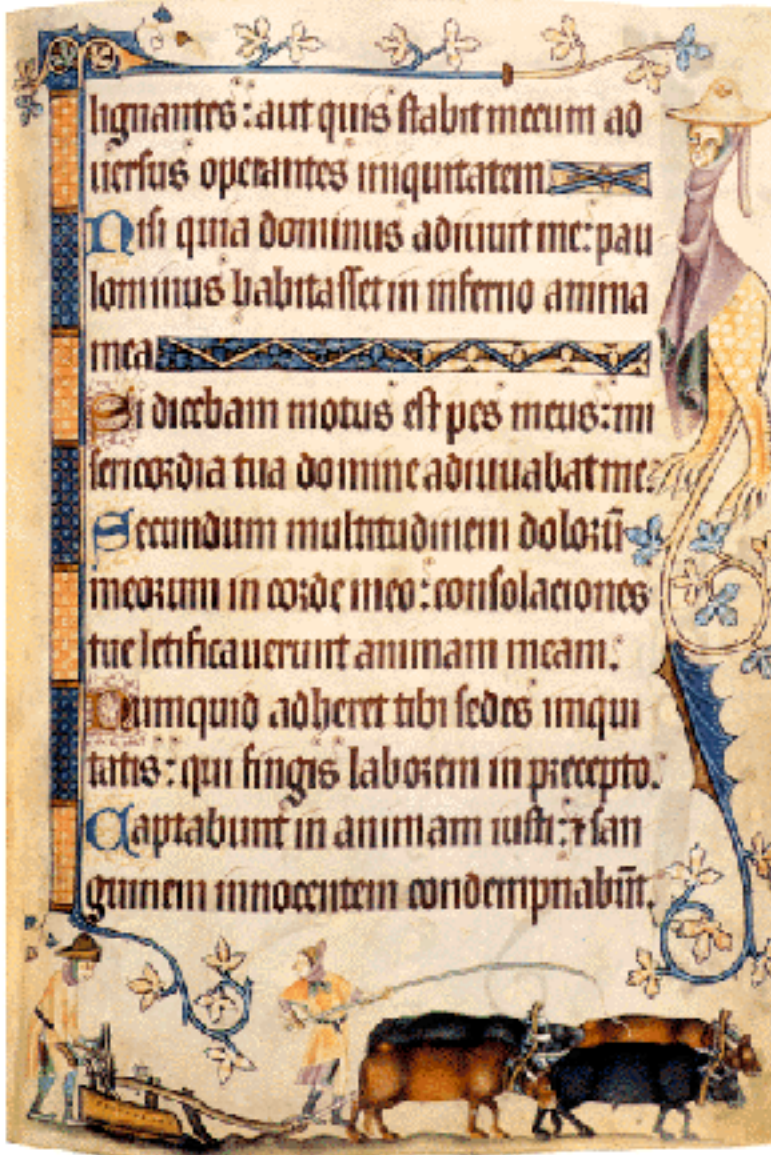 lignantes : aut quis stabit mecum ad
uersus operantes iniquitatem
Nisi quia dominus adiuuit me : pau
lominus habitasset in inferno anima
mea
Si dicebam motus est pes meus : mi
sericordia tua domine adiuuabat me :
Secundum multitudinem dolorū
meorum in corde meo : consolaciones
tue letificauerunt animam meam :
Numquid adheret tibi sedes iniqui
tatis : qui fingis laborem in precepto .
Captabunt in animam iusti : ⁊ san
guinem innocentem condempnabūt .